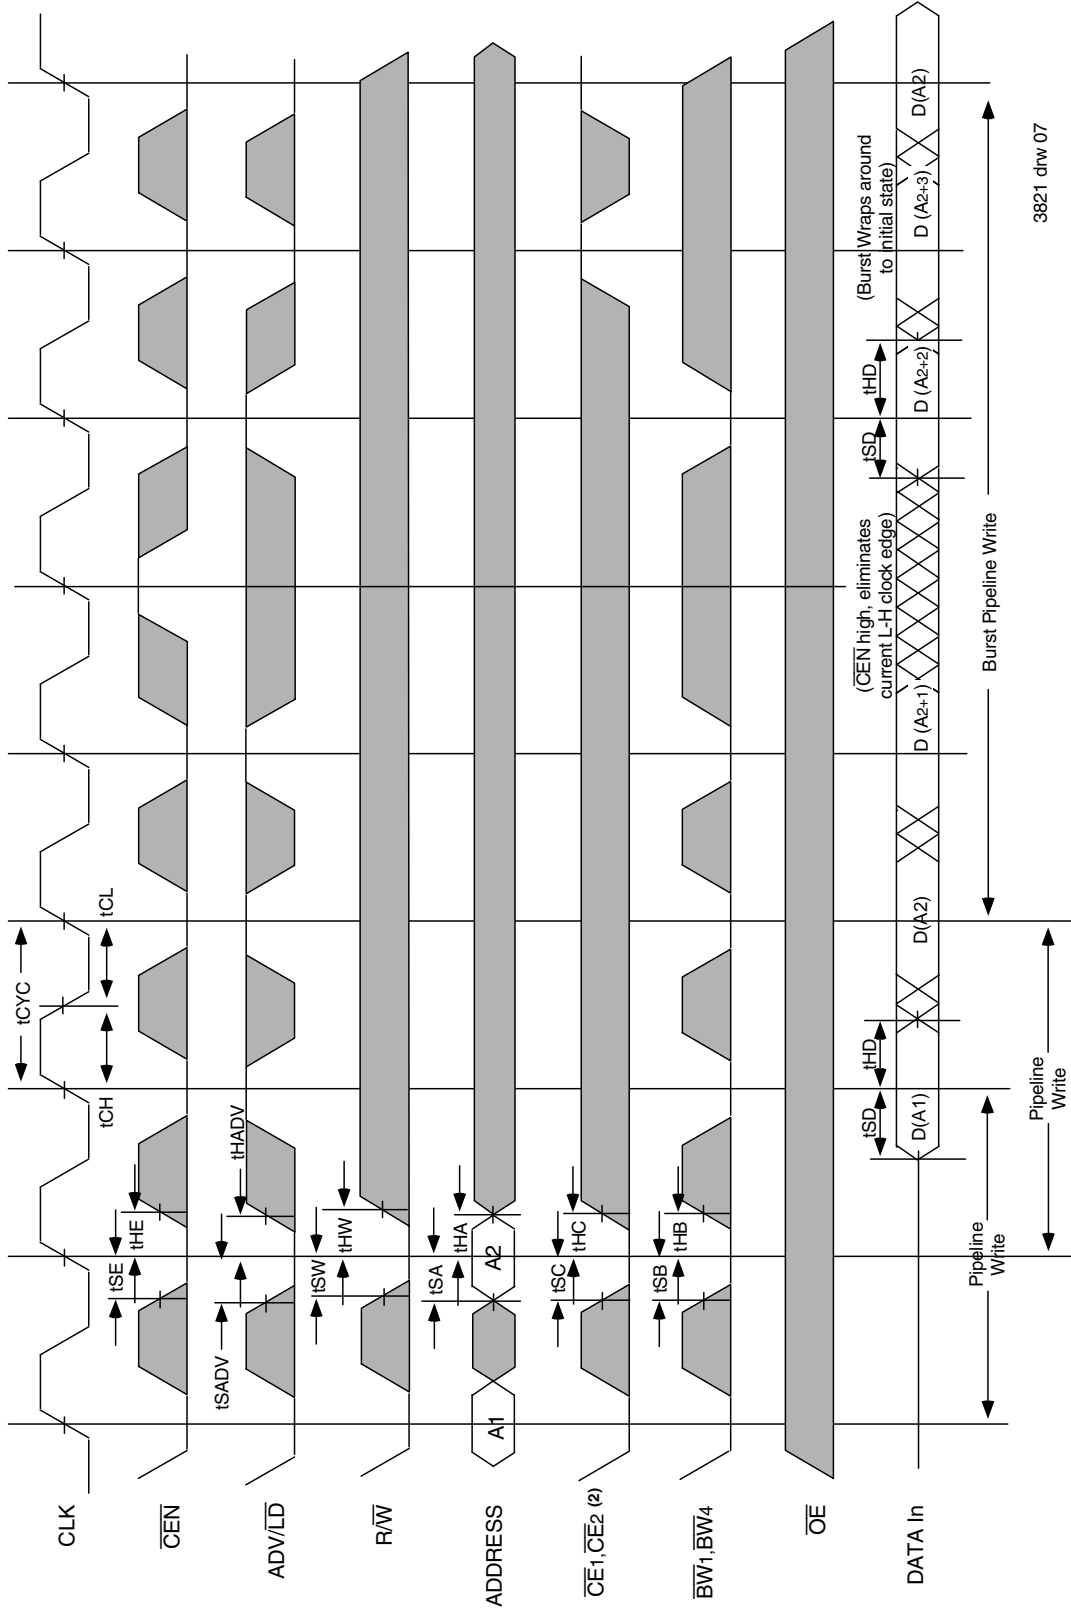 tCYC
tCH
tCL
CLK
tSE
tHE
CEN
tSADV
tHADV
ADV/LD
tSW
tHW
R/W
tSA
tHA
A1
A2
ADDRESS
tSC
tHC
CE1,CE2 (2)
tSB
tHB
BW1,BW4
OE
(CEN high, eliminates
current L-H clock edge)
(Burst Wraps around
to initial state)
tSD
tHD
tSD
tHD
D(A1)
D(A2)
D (A2+1)
D (A2+2)
D (A2+3)
D(A2)
DATA In
Pipeline
Write
Burst Pipeline Write
Pipeline
Write
3821 drw 07